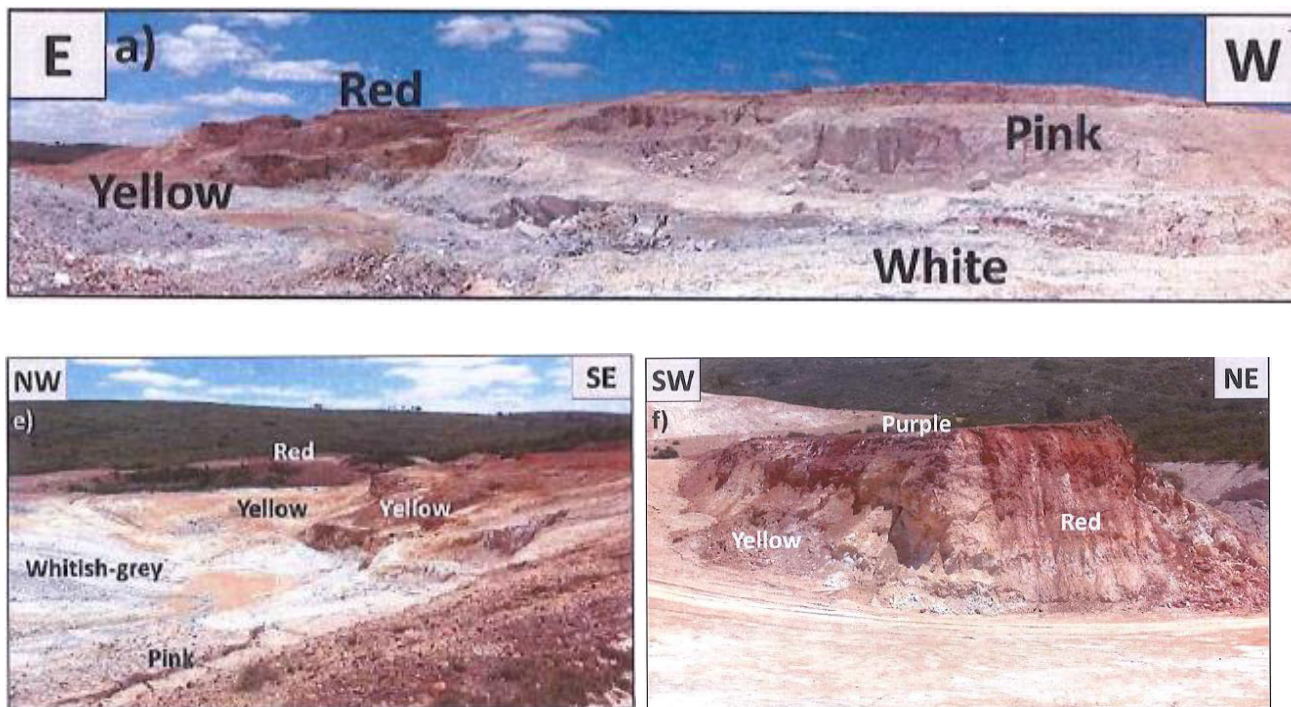 E
a)
W
Red
Pink
Yellow
White
NW
SE
e)
Red
Yellow
Yellow
Whitish-grey
Pink
SW
NE
f)
Purple
Yellow
Red